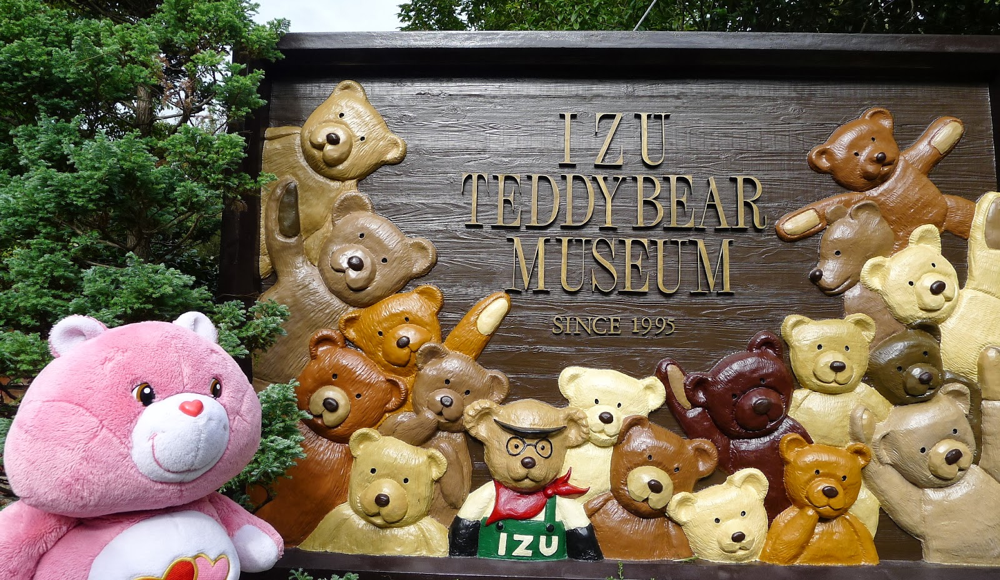 IZU
TEDDY BEAR
MUSEUM
SINCE 1995
IZU